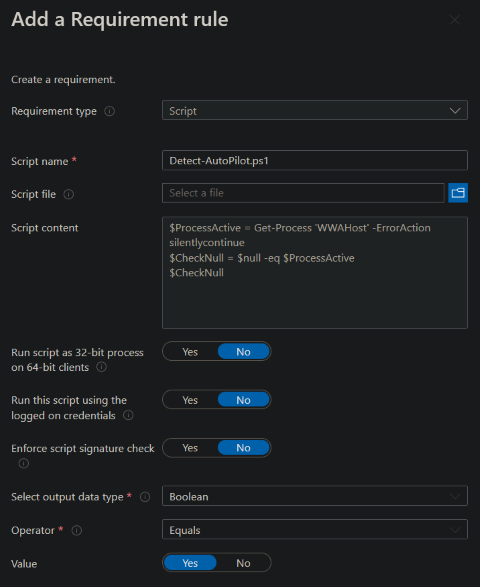 Add a Requirement rule
Create a requirement.
Requirement type
Script
Script name *
Detect-AutoPilot.ps1
Script file
Select a file
Script content
$ProcessActive = Get-Process 'WWAHost' -ErrorAction
silentlycontinue
$CheckNull = $null -eq $ProcessActive
$CheckNull
Run script as 32-bit process
on 64-bit clients
Yes No
Run this script using the
logged on credentials
Yes No
Enforce script signature check
Yes No
Select output data type *
Boolean
Operator *
Equals
Value
Yes No